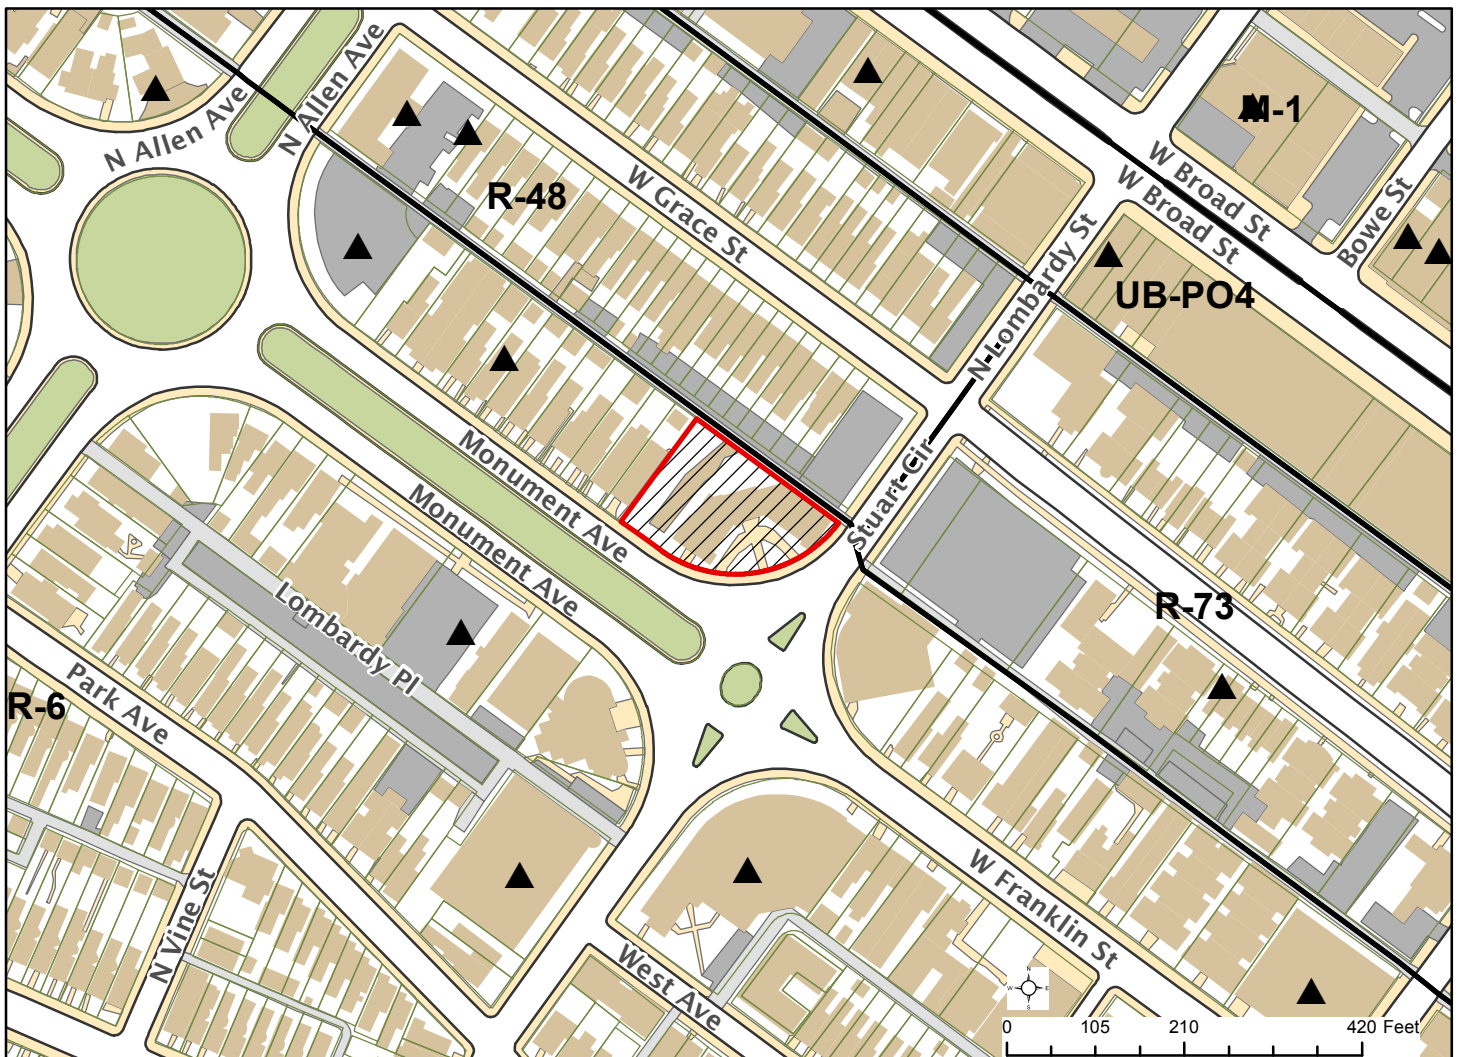 N Allen Ave
N Allen Ave
M-1
W Broad St
W Broad St
Bowe St
R-48
W Grace St
N Lombardy St
UB-PO4
Monument Ave
Monument Ave
Stuart Cir
Lombardy Pl
R-73
Park Ave
R-6
N Vine St
W Franklin St
West Ave
N
W E
S
0 105 210 420 Feet